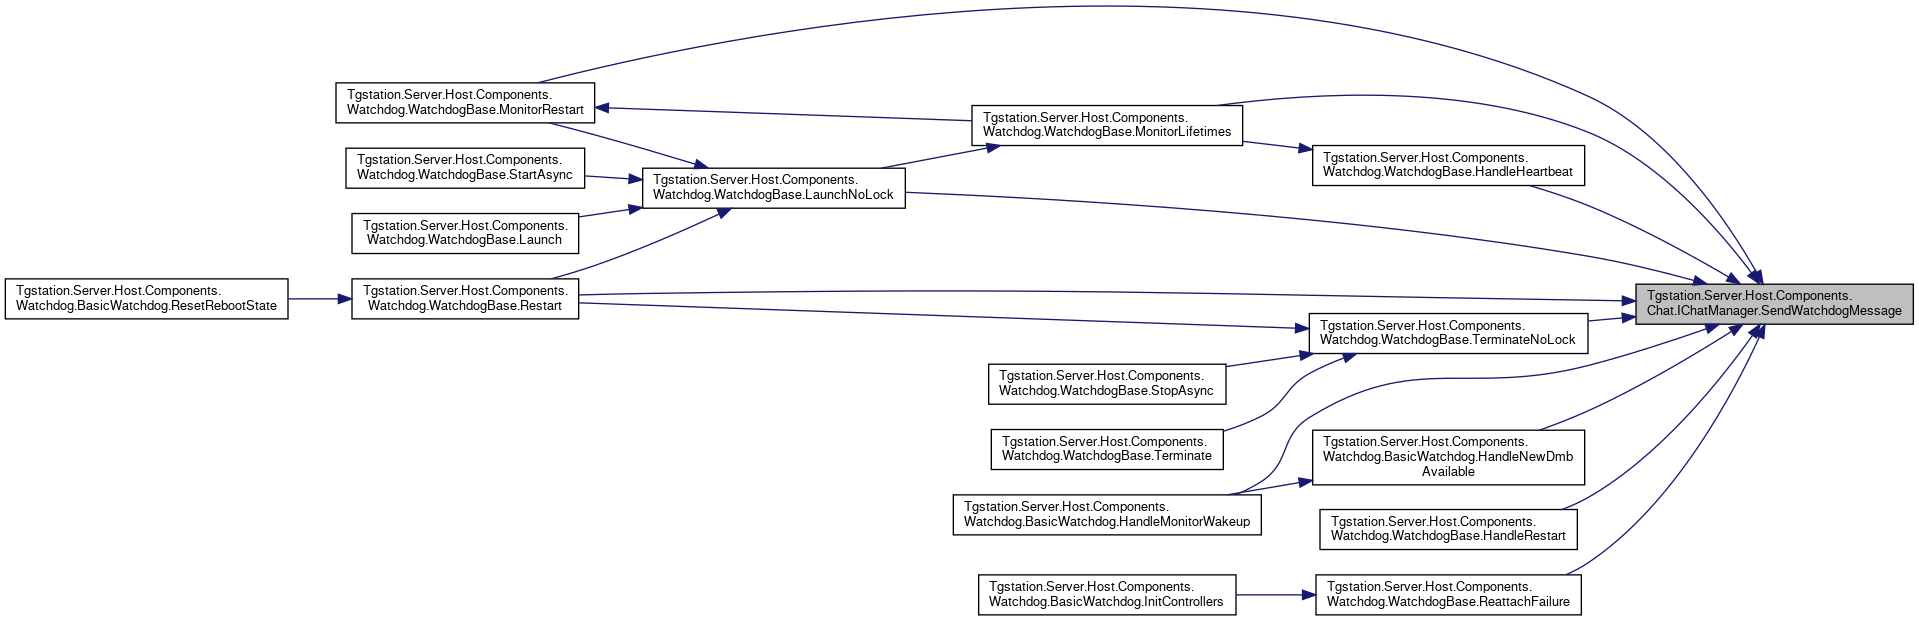 Tgstation.Server.Host.Components.
Watchdog.WatchdogBase.MonitorRestart
Tgstation.Server.Host.Components.
Watchdog.WatchdogBase.MonitorLifetimes
Tgstation.Server.Host.Components.
Watchdog.WatchdogBase.StartAsync
Tgstation.Server.Host.Components.
Watchdog.WatchdogBase.HandleHeartbeat
Tgstation.Server.Host.Components.
Watchdog.WatchdogBase.LaunchNoLock
Tgstation.Server.Host.Components.
Watchdog.WatchdogBase.Launch
Tgstation.Server.Host.Components.
Watchdog.BasicWatchdog.ResetRebootState
Tgstation.Server.Host.Components.
Watchdog.WatchdogBase.Restart
Tgstation.Server.Host.Components.
Chat.IChatManager.SendWatchdogMessage
Tgstation.Server.Host.Components.
Watchdog.WatchdogBase.TerminateNoLock
Tgstation.Server.Host.Components.
Watchdog.WatchdogBase.StopAsync
Tgstation.Server.Host.Components.
Watchdog.WatchdogBase.Terminate
Tgstation.Server.Host.Components.
Watchdog.BasicWatchdog.HandleNewDmb
Available
Tgstation.Server.Host.Components.
Watchdog.BasicWatchdog.HandleMonitorWakeup
Tgstation.Server.Host.Components.
Watchdog.WatchdogBase.HandleRestart
Tgstation.Server.Host.Components.
Watchdog.BasicWatchdog.InitControllers
Tgstation.Server.Host.Components.
Watchdog.WatchdogBase.ReattachFailure